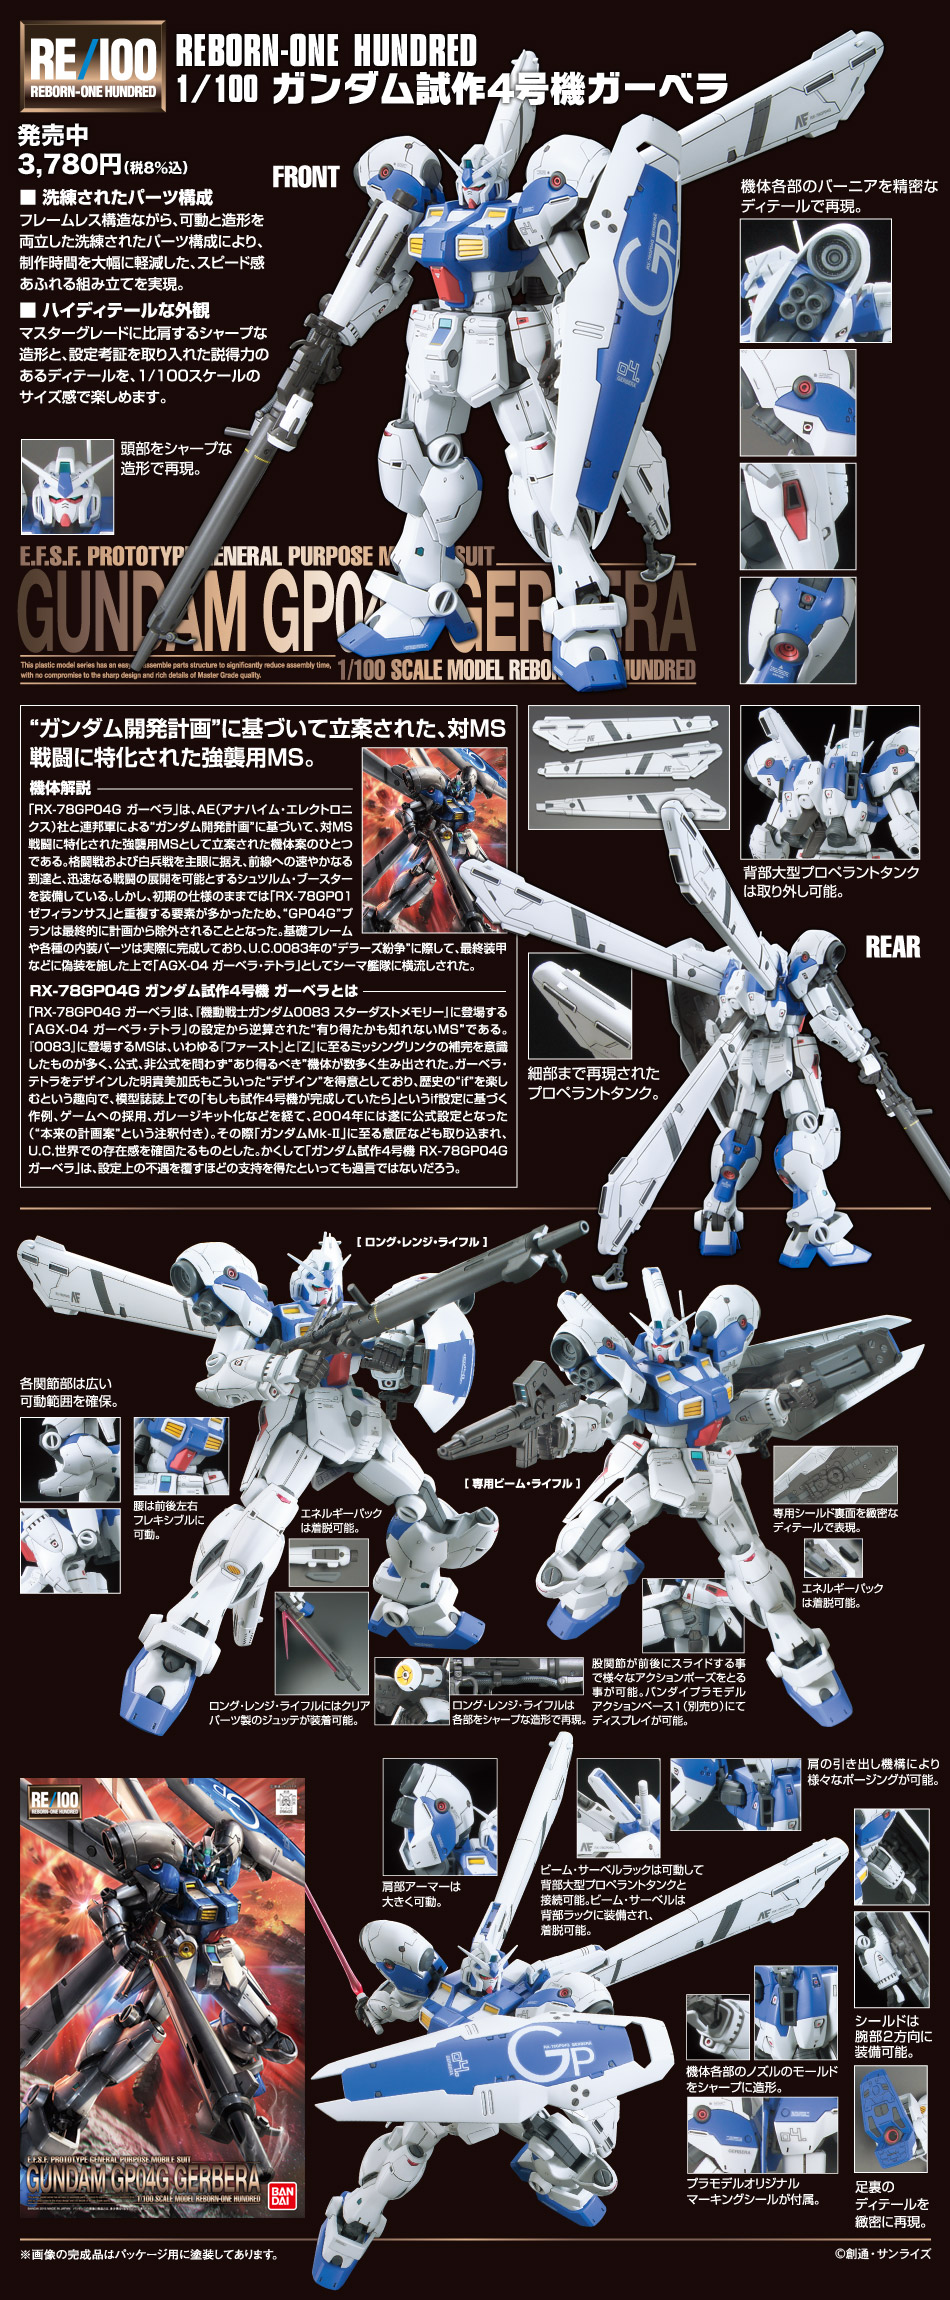 RE/100
REBORN-ONE HUNDRED
REBORN-ONE HUNDRED
1/100 ガンダム試作4号機ガーベラ
発売中
3,780円(税8%込)
FRONT
■ 洗練されたパーツ構成
フレームレス構造ながら、可動と造形を
両立した洗練されたパーツ構成により、
制作時間を大幅に軽減した、スピード感
あふれる組み立てを実現。
■ ハイディテールな外観
マスターグレードに比肩するシャープな
造形と、設定考証を取り入れた説得力の
あるディテールを、1/100スケールの
サイズ感で楽しめます。
頭部をシャープな
造形で再現。
機体各部のバーニアを精密な
ディテールで再現。
GP
04.
GERBERA
E.F.S.F. PROTOTYPE GENERAL PURPOSE M SUIT
GUNDAM GP04 GERBERA
This plastic model series has an easy assemble parts structure to significantly reduce assembly time,
with no compromise to the sharp design and rich details of Master Grade quality.
1/100 SCALE MODEL REBO HUNDRED
“ガンダム開発計画”に基づいて立案された、対MS
戦闘に特化された強襲用MS。
機体解説
「RX-78GP04G ガーベラ」は、AE(アナハイム・エレクトロニ
クス)社と連邦軍による“ガンダム開発計画”に基づいて、対MS
戦闘に特化された強襲用MSとして立案された機体案のひとつ
である。格闘戦および白兵戦を主眼に据え、前線への速やかなる
到達と、迅速なる戦闘の展開を可能とするシュツルム・ブースター
を装備している。しかし、初期の仕様のままでは「RX-78GP01
ゼフィランサス」と重複する要素が多かったため、“GP04G”プ
ランは最終的に計画から除外されることとなった。基礎フレーム
や各種の内装パーツは実際に完成しており、U.C.0083年の“デラーズ紛争”に際して、最終装甲
などに偽装を施した上で「AGX-04 ガーベラ・テトラ」としてシーマ艦隊に横流しされた。
RX-78GP04G ガンダム試作4号機 ガーベラとは
「RX-78GP04G ガーベラ」は、『機動戦士ガンダム0083 スターダストメモリー』に登場する
「AGX-04 ガーベラ・テトラ」の設定から逆算された“有り得たかも知れないMS”である。
『0083』に登場するMSは、いわゆる『ファースト』と『Z』に至るミッシングリンクの補完を意識
したものが多く、公式、非公式を問わず“あり得るべき”機体が数多く生み出された。ガーベラ・
テトラをデザインした明貴美加氏もこういった“デザイン”を得意としており、歴史の“if”を楽し
むという趣向で、模型誌誌上での「もしも試作4号機が完成していたら」というif設定に基づく
作例、ゲームへの採用、ガレージキット化などを経て、2004年には遂に公式設定となった
(“本来の計画案”という注釈付き)。その際「ガンダムMk-Ⅱ」に至る意匠なども取り込まれ、
U.C.世界での存在感を確固たるものとした。かくして「ガンダム試作4号機 RX-78GP04G
ガーベラ」は、設定上の不遇を覆すほどの支持を得たといっても過言ではないだろう。
背部大型プロペラントタンク
は取り外し可能。
REAR
細部まで再現された
プロペラントタンク。
[ ロング・レンジ・ライフル ]
各関節部は広い
可動範囲を確保。
腰は前後左右
フレキシブルに
可動。
エネルギーパック
は着脱可能。
ロング・レンジ・ライフルにはクリア
パーツ製のジュッテが装着可能。
ロング・レンジ・ライフルは
各部をシャープな造形で再現。
[ 専用ビーム・ライフル ]
専用シールド裏面を緻密な
ディテールで表現。
エネルギーパック
は着脱可能。
股関節が前後にスライドする事
で様々なアクションポーズをとる
事が可能。バンダイプラモデル
アクションベース1(別売り)にて
ディスプレイが可能。
肩の引き出し機構により
様々なポージングが可能。
肩部アーマーは
大きく可動。
ビーム・サーベルラックは可動して
背部大型プロペラントタンクと
接続可能。ビーム・サーベルは
背部ラックに装備され、
着脱可能。
シールドは
腕部2方向に
装備可能。
機体各部のノズルのモールド
をシャープに造形。
プラモデルオリジナル
マーキングシールが付属。
足裏の
ディテールを
緻密に再現。
RE/100
REBORN-ONE HUNDRED
E.F.S.F. PROTOTYPE GENERAL PURPOSE MOBILE SUIT
GUNDAM GP04G GERBERA
1/100 SCALE MODEL REBORN-ONE HUNDRED
BAN
DAI
GP
04.
※画像の完成品はパッケージ用に塗装してあります。
©創通・サンライズ